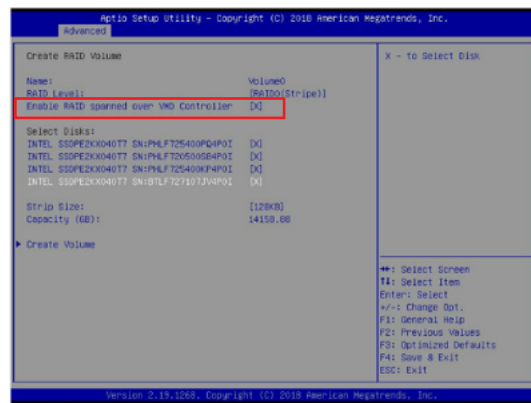 Aptio Setup Utility – Copyright (C) 2018 American Megatrends, Inc.
Advanced
Create RAID Volume
X - to Select Disk
Name: Volume0
RAID Level: [RAID0(Stripe)]
Enable RAID spanned over VMD Controller [X]
Select Disks:
INTEL SSDPE2KX040T7 SN:PHLF725400PQ4P0I [X]
INTEL SSDPE2KX040T7 SN:PHLF720500S84P0I [X]
INTEL SSDPE2KX040T7 SN:PHLF725400KP4P0I [X]
INTEL SSDPE2KX040T7 SN:BTLF727107JV4P0I [X]
Strip Size: [128KB]
Capacity (GB): 14158.08
Create Volume
→←: Select Screen
↑↓: Select Item
Enter: Select
+/-: Change Opt.
F1: General Help
F2: Previous Values
F3: Optimized Defaults
F4: Save & Exit
ESC: Exit
Version 2.19.1268. Copyright (C) 2018 American Megatrends, Inc.